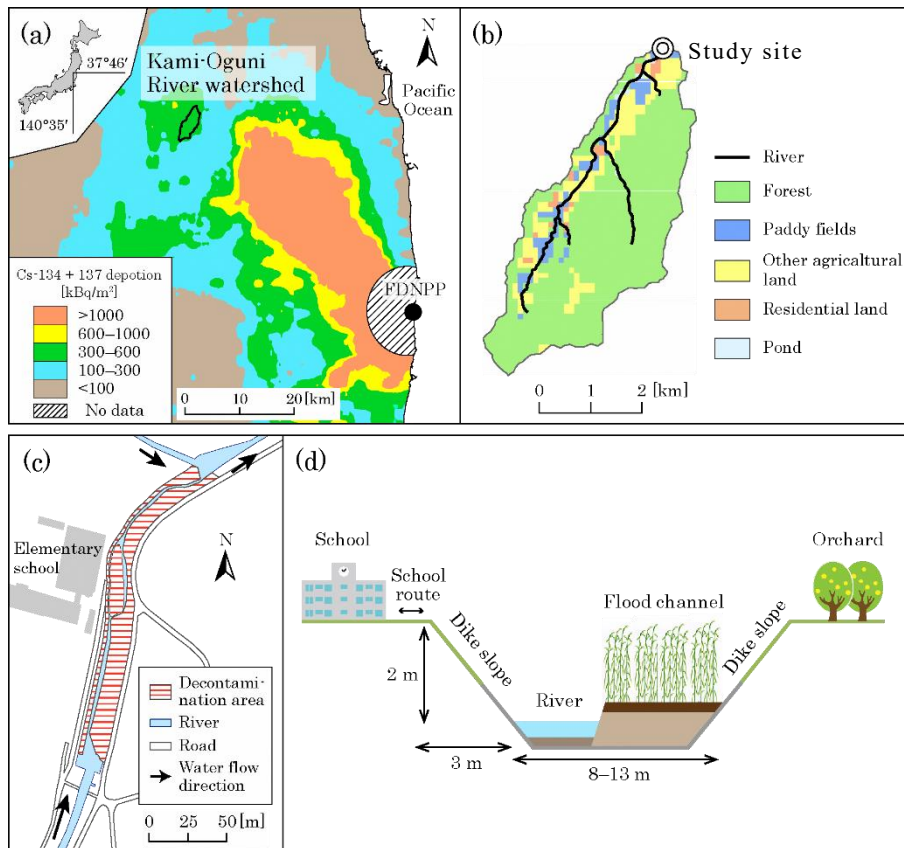 (a)
37°46′
140°35′
Kami-Oguni
River watershed
N
Pacific
Ocean
Cs-134 + 137 depotion
[kBq/m²]
>1000
600–1000
300–600
100–300
<100
No data
FDNPP
0 10 20 [km]
(b)
Study site
River
Forest
Paddy fields
Other agricaltural
land
Residential land
Pond
N
0 1 2 [km]
(c)
Elementary
school
N
Decontami-
nation area
River
Road
Water flow
direction
0 25 50 [m]
(d)
School
School
route
Dike slope
2 m
3 m
River
Flood channel
8–13 m
Dike slope
Orchard